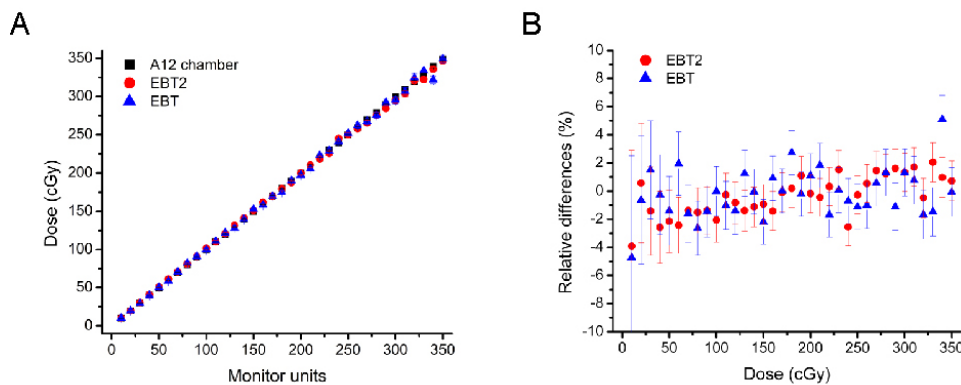 A
B
A12 chamber
EBT2
EBT
350
300
250
200
150
100
50
0
Dose (cGy)
0 50 100 150 200 250 300 350
Monitor units
EBT2
EBT
10
8
6
4
2
0
-2
-4
-6
-8
-10
Relative differences (%)
0 50 100 150 200 250 300 350
Dose (cGy)